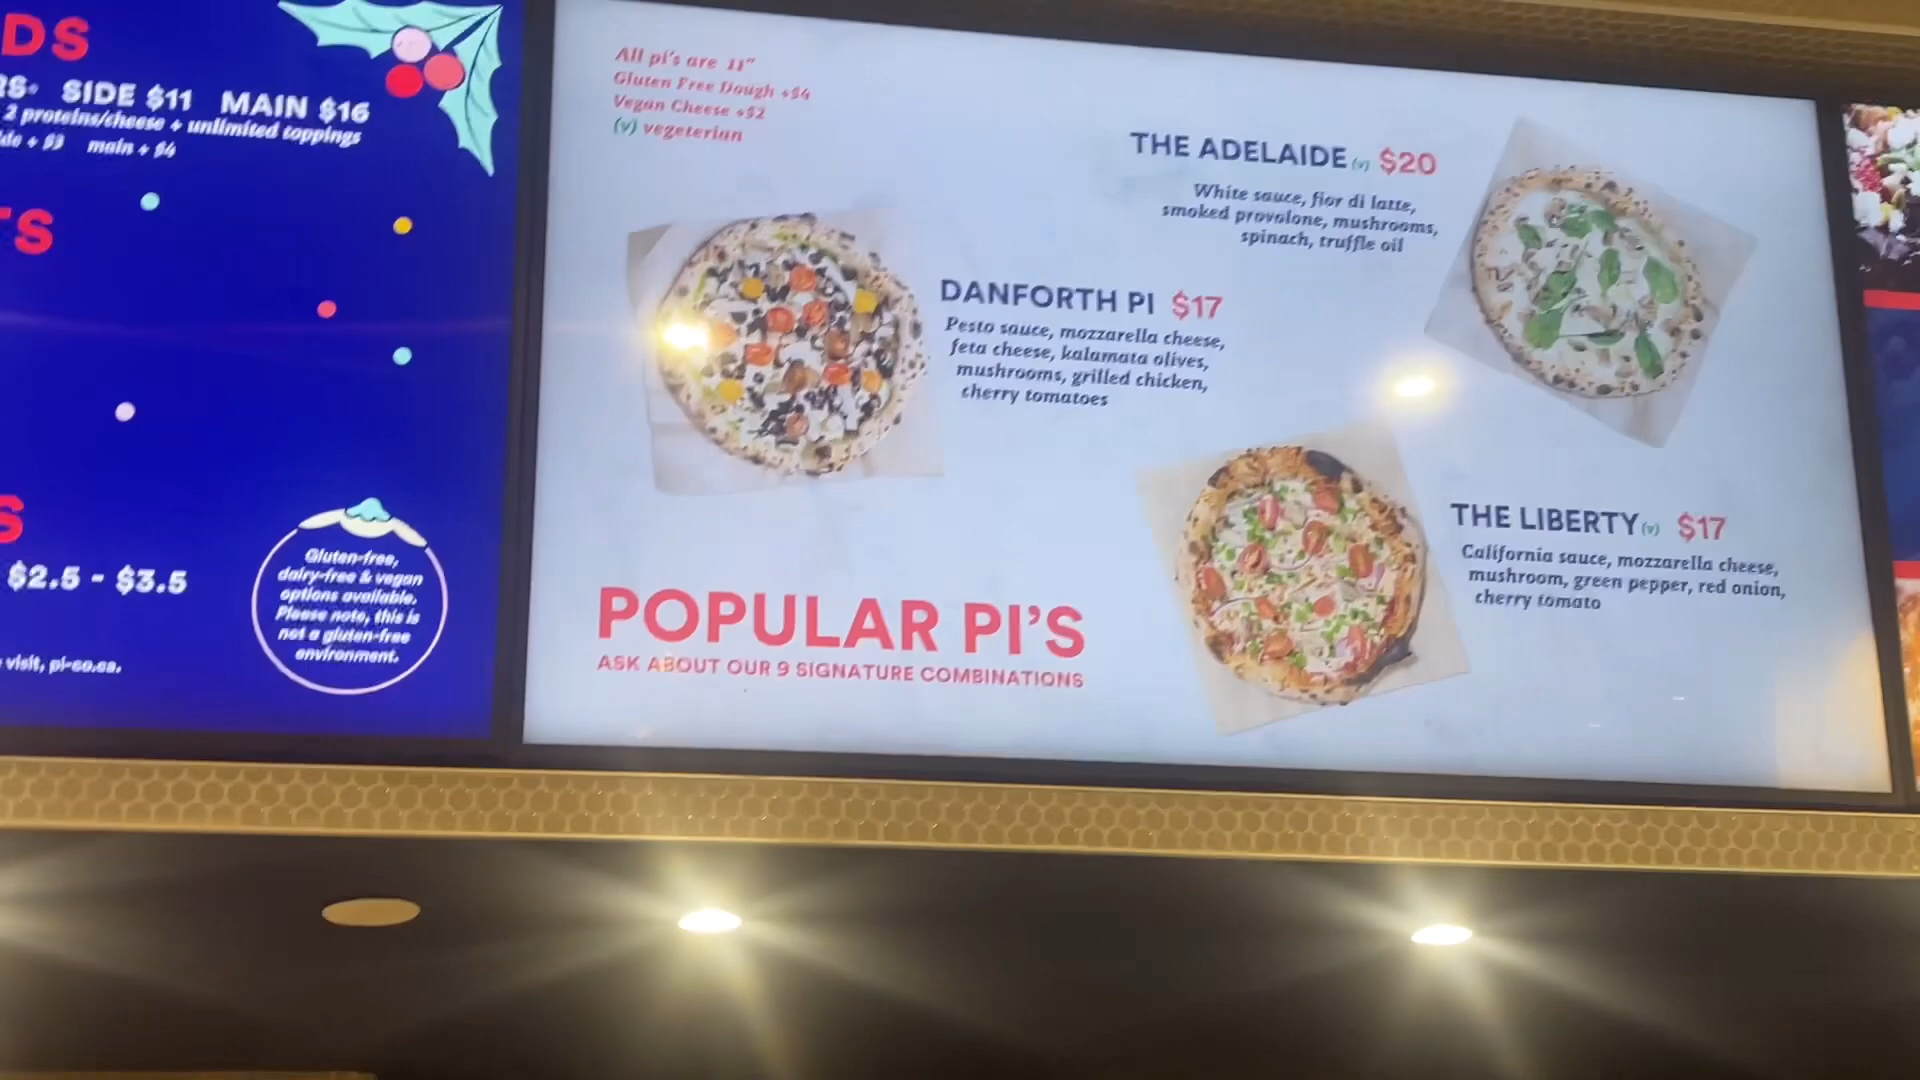 DS
SIDE $11 MAIN $16
2 proteins/cheese + unlimited toppings
+ $3 main + $4
TS
S
$2.5 - $3.5
visit, pi-co.ca.
Gluten-free,
dairy-free & vegan
options available.
Please note, this is
not a gluten-free
environment.
All pi's are 11"
Gluten Free Dough +$4
Vegan Cheese +$2
(v) vegeterian
THE ADELAIDE (v) $20
White sauce, fior di latte,
smoked provolone, mushrooms,
spinach, truffle oil
DANFORTH PI $17
Pesto sauce, mozzarella cheese,
feta cheese, kalamata olives,
mushrooms, grilled chicken,
cherry tomatoes
THE LIBERTY (v) $17
California sauce, mozzarella cheese,
mushroom, green pepper, red onion,
cherry tomato
POPULAR PI'S
ASK ABOUT OUR 9 SIGNATURE COMBINATIONS